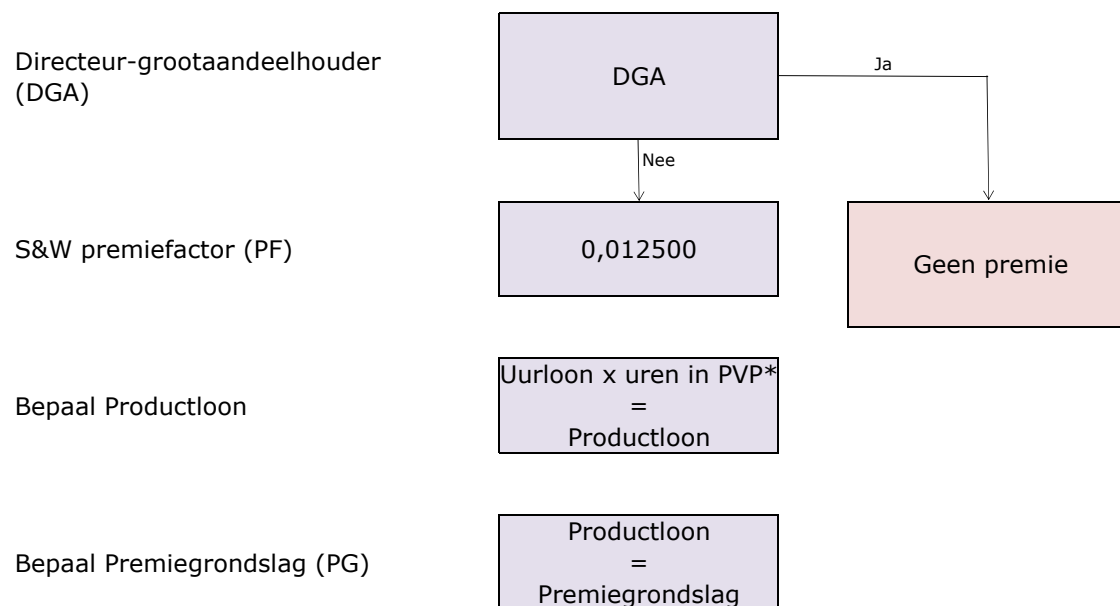 Directeur-grootaandeelhouder
(DGA)
DGA
Ja
Nee
S&W premiefactor (PF)
0,012500
Geen premie
Bepaal Productloon
Uurloon x uren in PVP*
=
Productloon
Bepaal Premiegrondslag (PG)
Productloon
=
Premiegrondslag